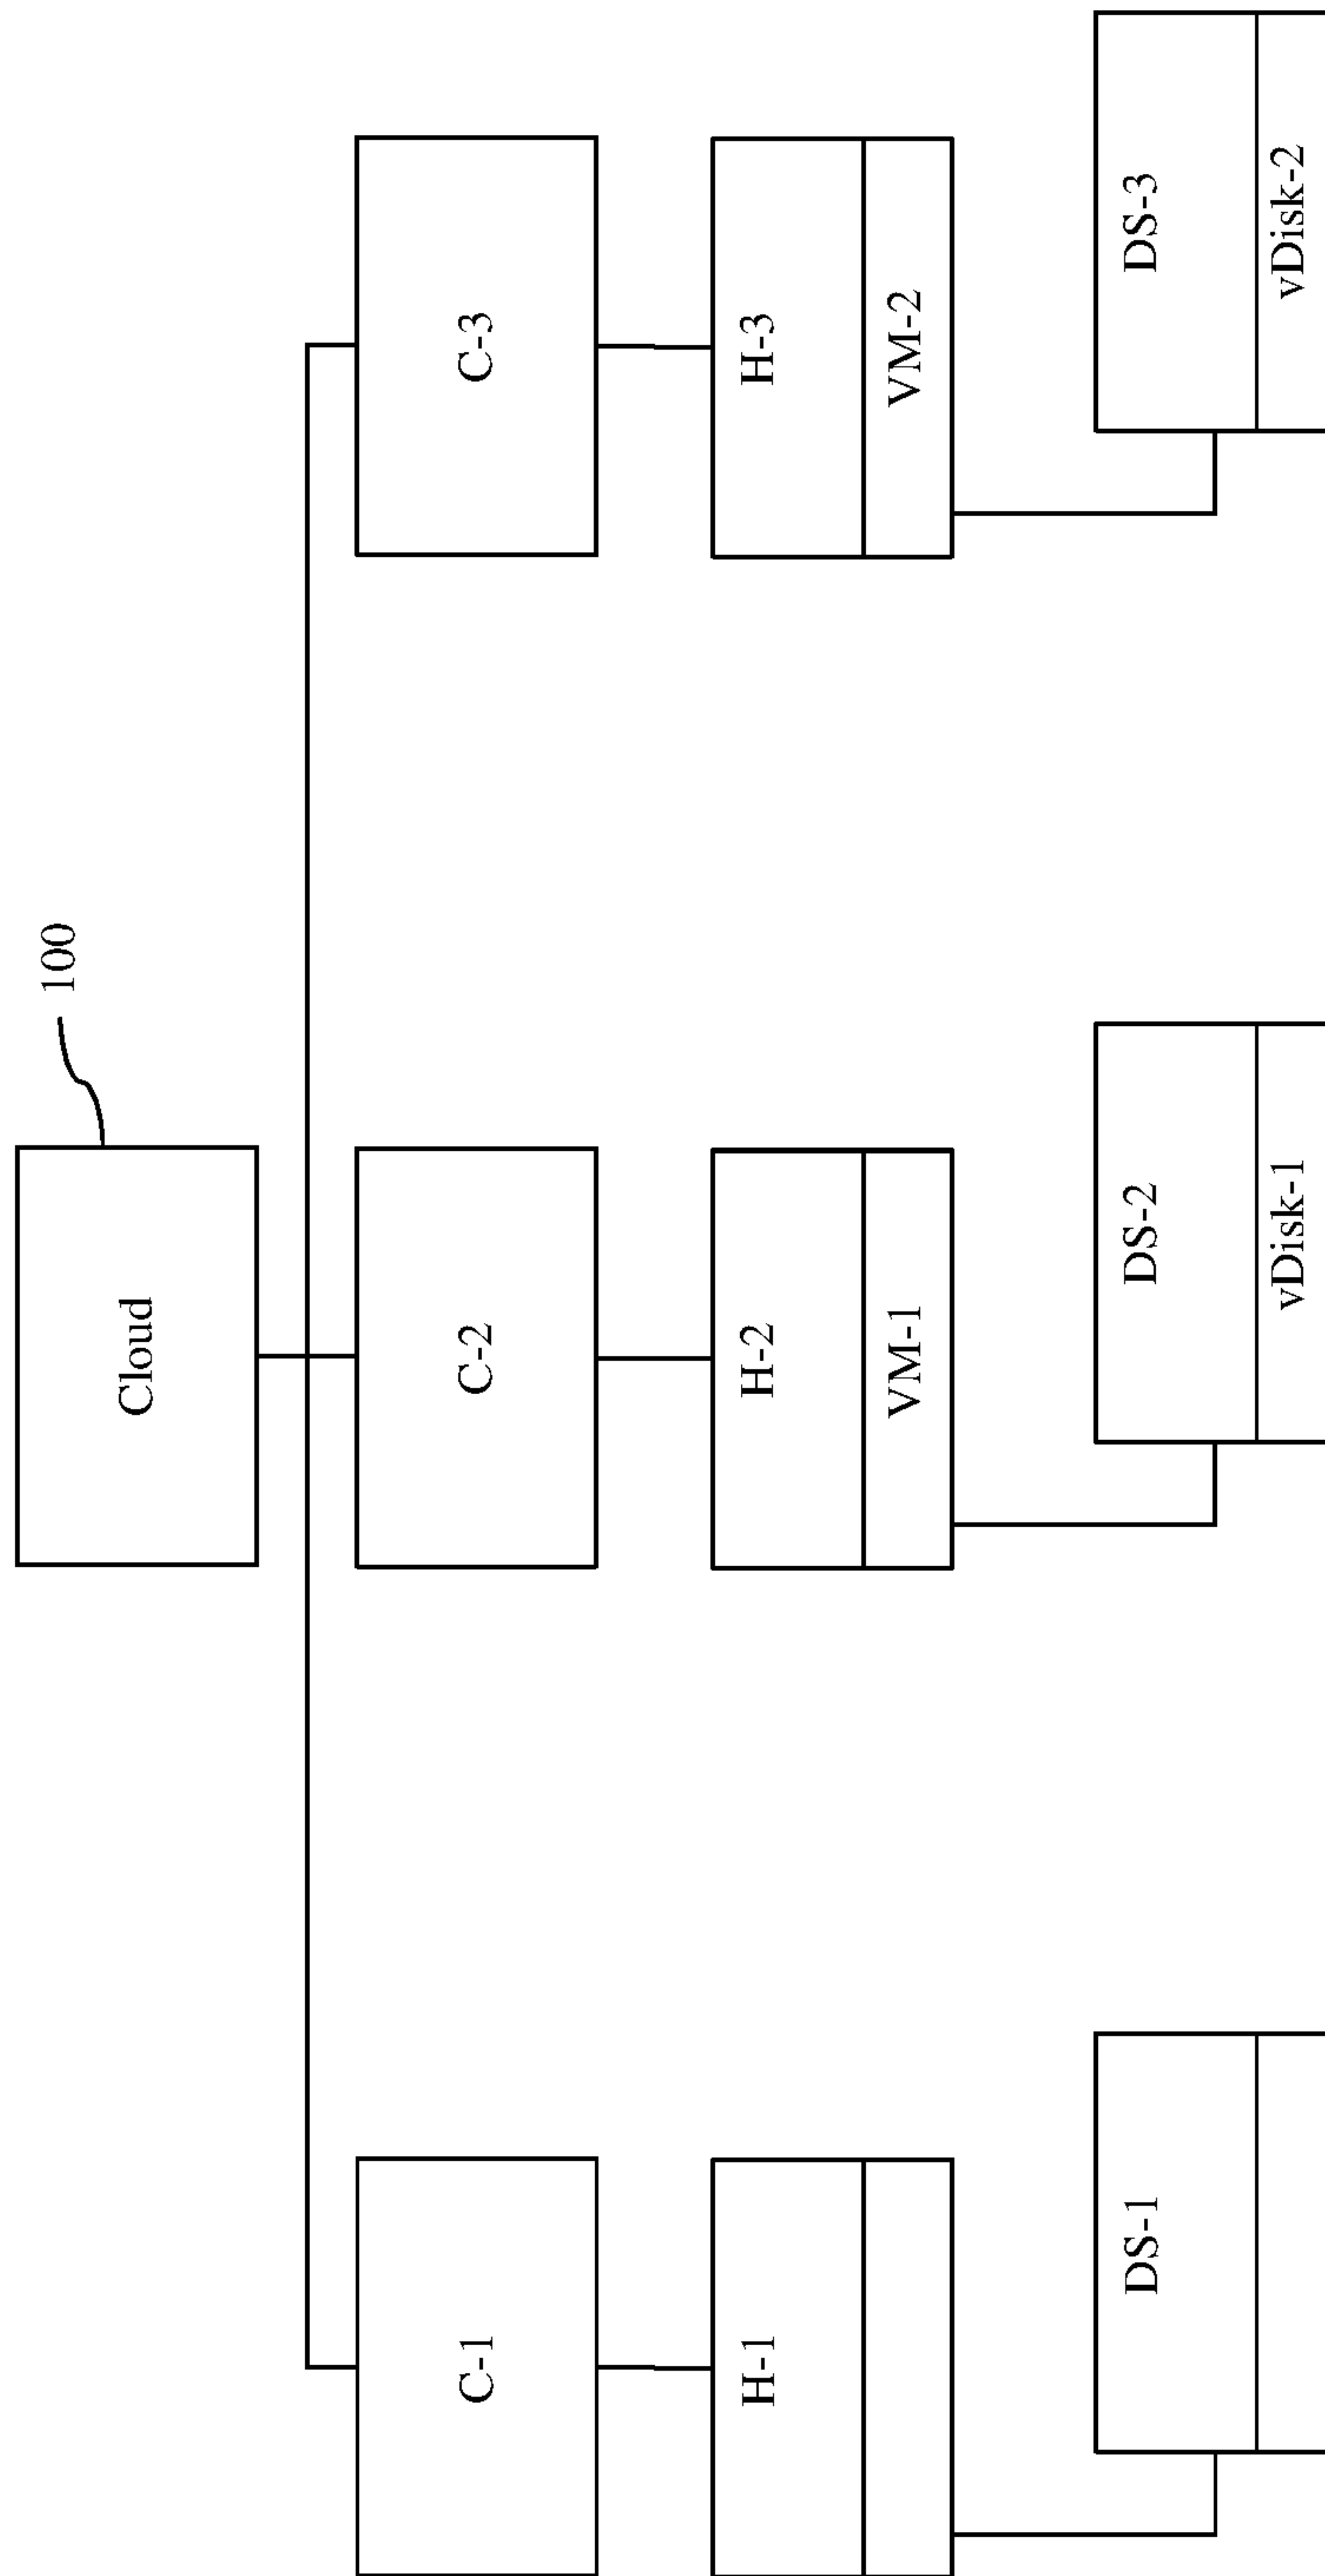 100
Cloud
C-1
C-2
C-3
H-1
H-2
H-3
VM-1
VM-2
DS-1
DS-2
DS-3
vDisk-1
vDisk-2